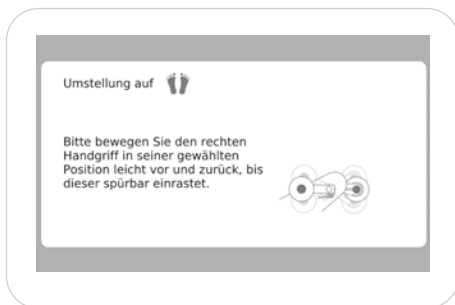 Umstellung auf
Bitte bewegen Sie den rechten
Handgriff in seiner gewählten
Position leicht vor und zurück, bis
dieser spürbar einrastet.